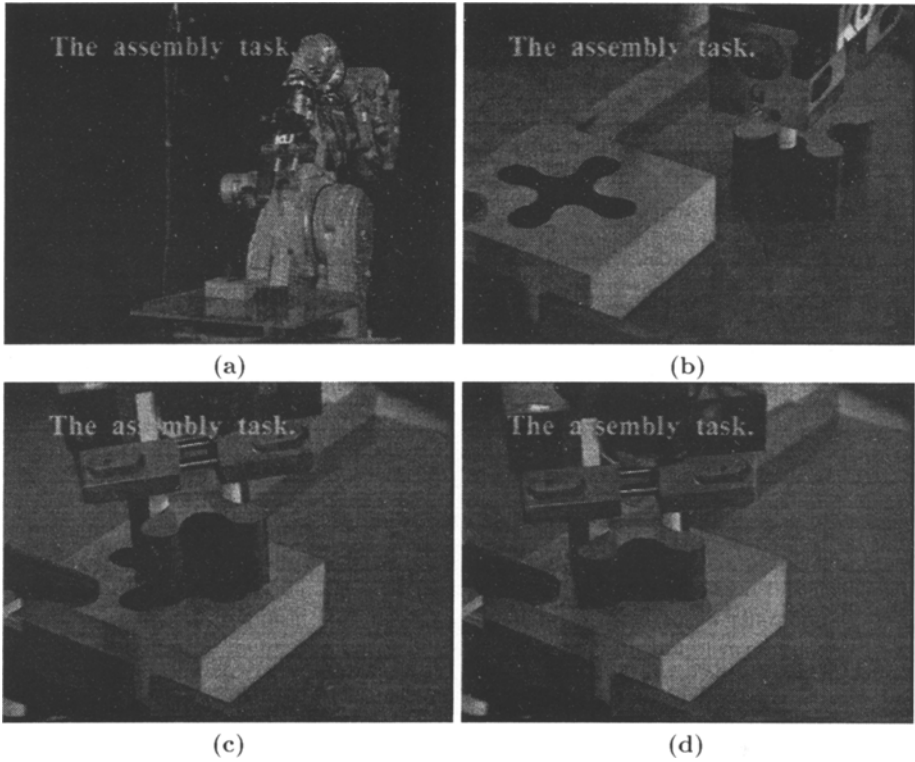 The assembly task.
The assembly task.
(a)
(b)
The assembly task.
The assembly task.
(c)
(d)